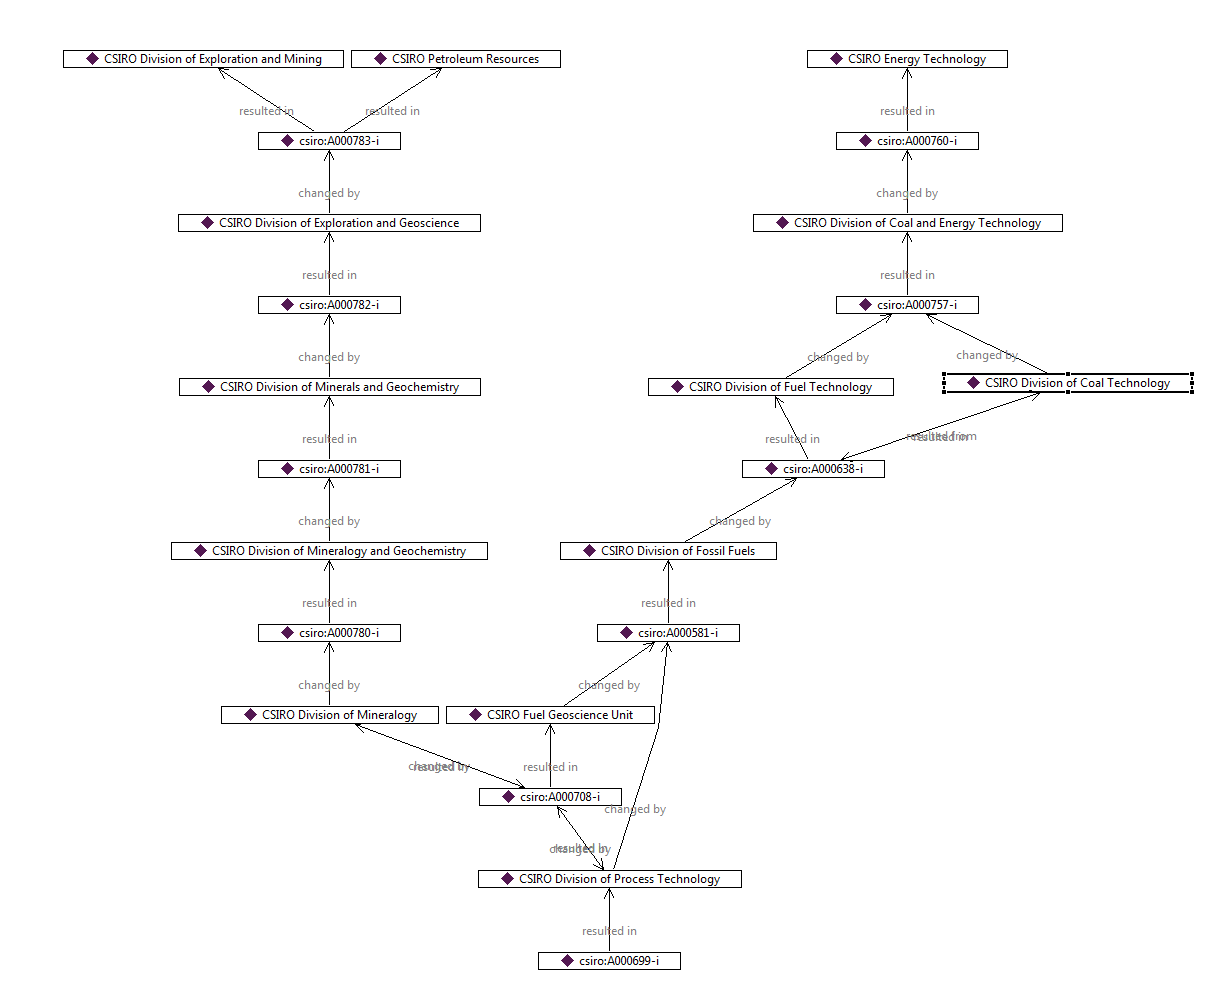 CSIRO Division of Exploration and Mining
CSIRO Petroleum Resources
CSIRO Energy Technology
resulted in
resulted in
resulted in
csiro:A000783-i
csiro:A000760-i
changed by
changed by
CSIRO Division of Exploration and Geoscience
CSIRO Division of Coal and Energy Technology
resulted in
resulted in
csiro:A000782-i
csiro:A000757-i
changed by
changed by
changed by
CSIRO Division of Minerals and Geochemistry
CSIRO Division of Fuel Technology
CSIRO Division of Coal Technology
resulted in
resulted in
resulted from
resulted in
csiro:A000781-i
csiro:A000638-i
changed by
changed by
CSIRO Division of Mineralogy and Geochemistry
CSIRO Division of Fossil Fuels
resulted in
resulted in
csiro:A000780-i
csiro:A000581-i
changed by
changed by
CSIRO Division of Mineralogy
CSIRO Fuel Geoscience Unit
changed by
resulted in
resulted in
csiro:A000708-i
changed by
resulted in
changed by
CSIRO Division of Process Technology
resulted in
csiro:A000699-i